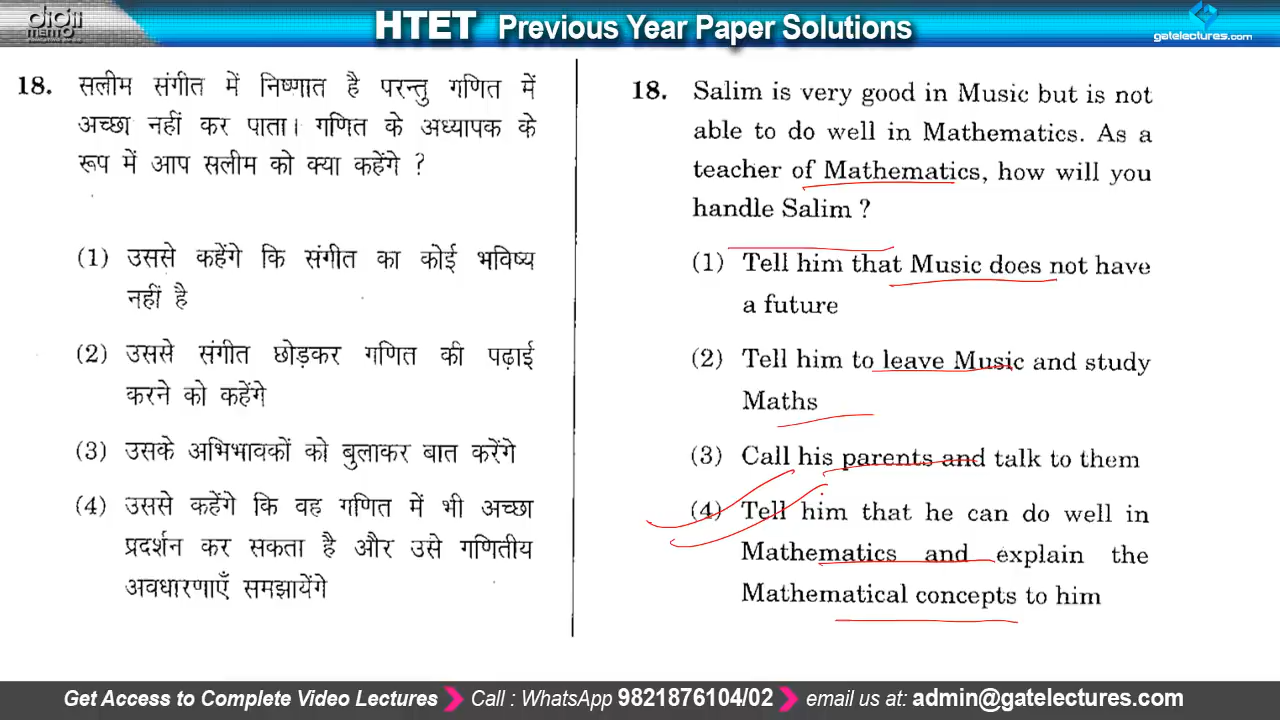 digii
mento
HTET Previous Year Paper Solutions
gatelectures.com
18. सलीम संगीत में निष्णात है परन्तु गणित में
अच्छा नहीं कर पाता। गणित के अध्यापक के
रूप में आप सलीम को क्या कहेंगे ?
(1) उससे कहेंगे कि संगीत का कोई भविष्य
नहीं है
(2) उससे संगीत छोड़कर गणित की पढ़ाई
करने को कहेंगे
(3) उसके अभिभावकों को बुलाकर बात करेंगे
(4) उससे कहेंगे कि वह गणित में भी अच्छा
प्रदर्शन कर सकता है और उसे गणितीय
अवधारणाएँ समझायेंगे
18. Salim is very good in Music but is not
able to do well in Mathematics. As a
teacher of Mathematics, how will you
handle Salim ?
(1) Tell him that Music does not have
a future
(2) Tell him to leave Music and study
Maths
(3) Call his parents and talk to them
(4) Tell him that he can do well in
Mathematics and explain the
Mathematical concepts to him
Get Access to Complete Video Lectures Call : WhatsApp 9821876104/02 email us at: admin@gatelectures.com